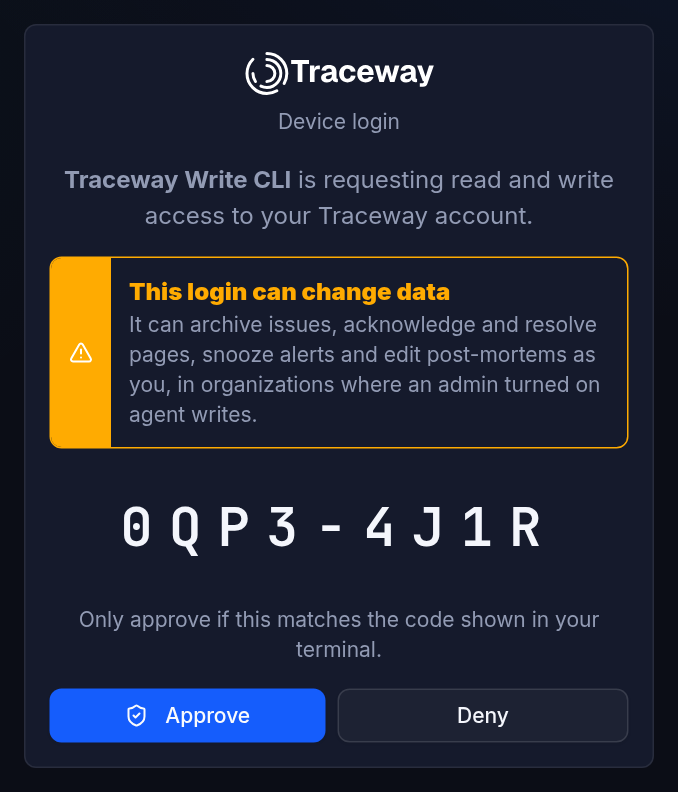 Traceway
Device login
Traceway Write CLI is requesting read and write
access to your Traceway account.
This login can change data
It can archive issues, acknowledge and resolve
pages, snooze alerts and edit post-mortems as
you, in organizations where an admin turned on
agent writes.
0QP3-4J1R
Only approve if this matches the code shown in your
terminal.
Approve
Deny